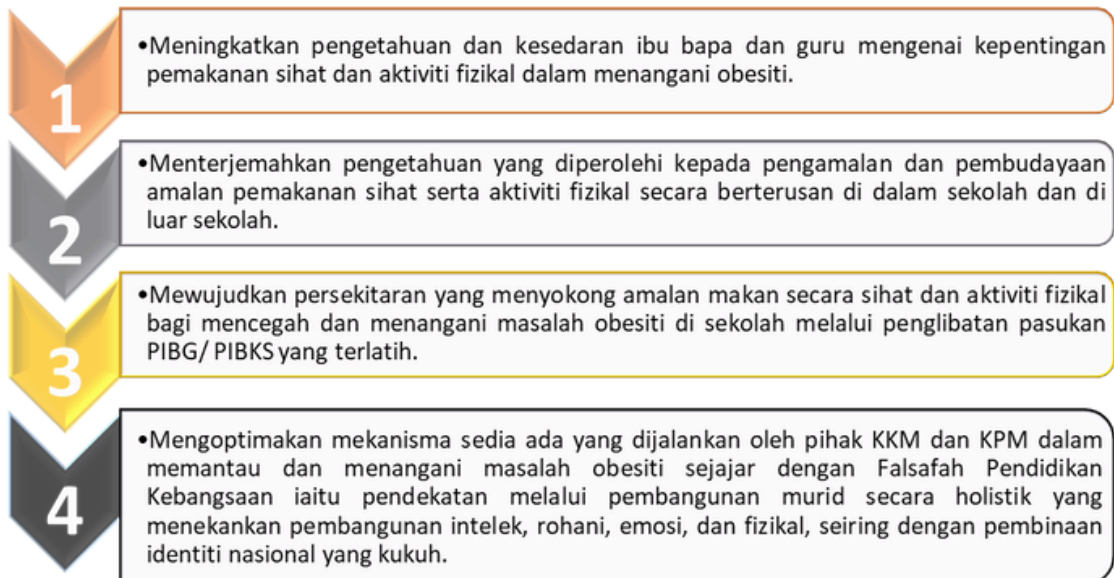 1
•Meningkatkan pengetahuan dan kesedaran ibu bapa dan guru mengenai kepentingan
pemakanan sihat dan aktiviti fizikal dalam menangani obesiti.
2
•Menterjemahkan pengetahuan yang diperolehi kepada pengamalan dan pembudayaan
amalan pemakanan sihat serta aktiviti fizikal secara berterusan di dalam sekolah dan di
luar sekolah.
3
•Mewujudkan persekitaran yang menyokong amalan makan secara sihat dan aktiviti fizikal
bagi mencegah dan menangani masalah obesiti di sekolah melalui penglibatan pasukan
PIBG/ PIBKS yang terlatih.
4
•Mengoptimakan mekanisma sedia ada yang dijalankan oleh pihak KKM dan KPM dalam
memantau dan menangani masalah obesiti sejajar dengan Falsafah Pendidikan
Kebangsaan iaitu pendekatan melalui pembangunan murid secara holistik yang
menekankan pembangunan intelek, rohani, emosi, dan fizikal, seiring dengan pembinaan
identiti nasional yang kukuh.